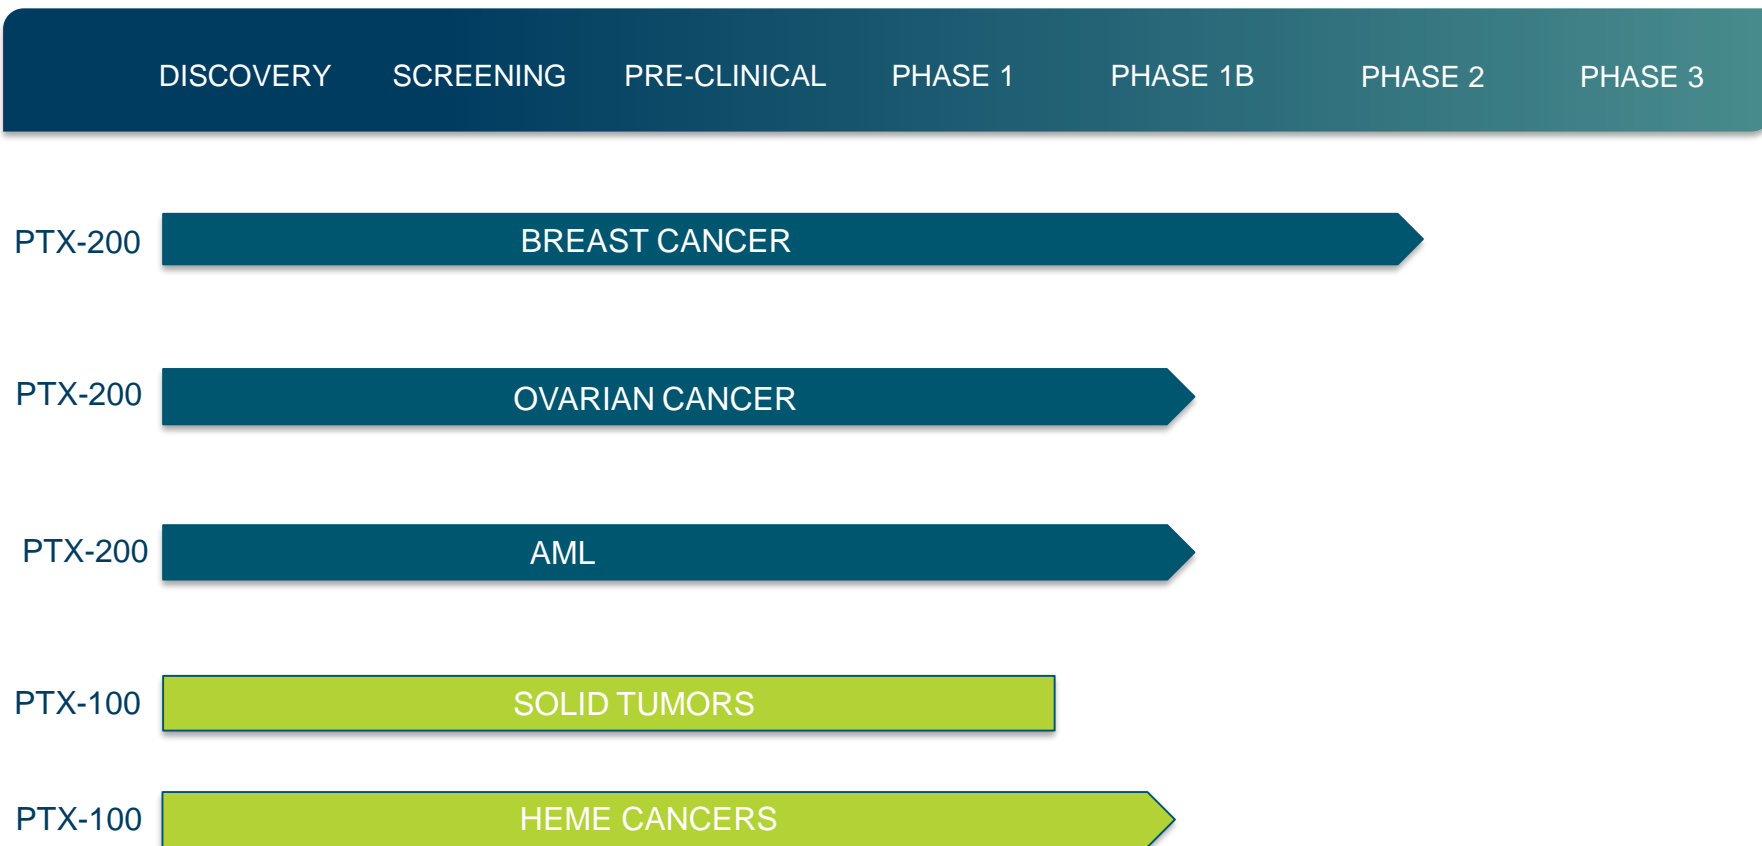 DISCOVERY SCREENING PRE-CLINICAL PHASE 1 PHASE 1B PHASE 2 PHASE 3
PTX-200 BREAST CANCER
PTX-200 OVARIAN CANCER
PTX-200 AML
PTX-100 SOLID TUMORS
PTX-100 HEME CANCERS